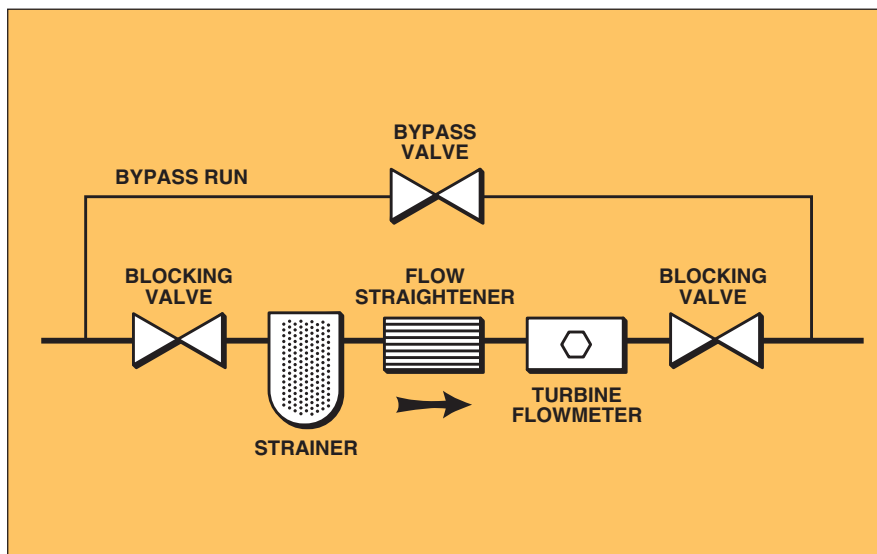 BYPASS
VALVE
BYPASS RUN
BLOCKING
VALVE
FLOW
STRAIGHTENER
BLOCKING
VALVE
TURBINE
FLOWMETER
STRAINER